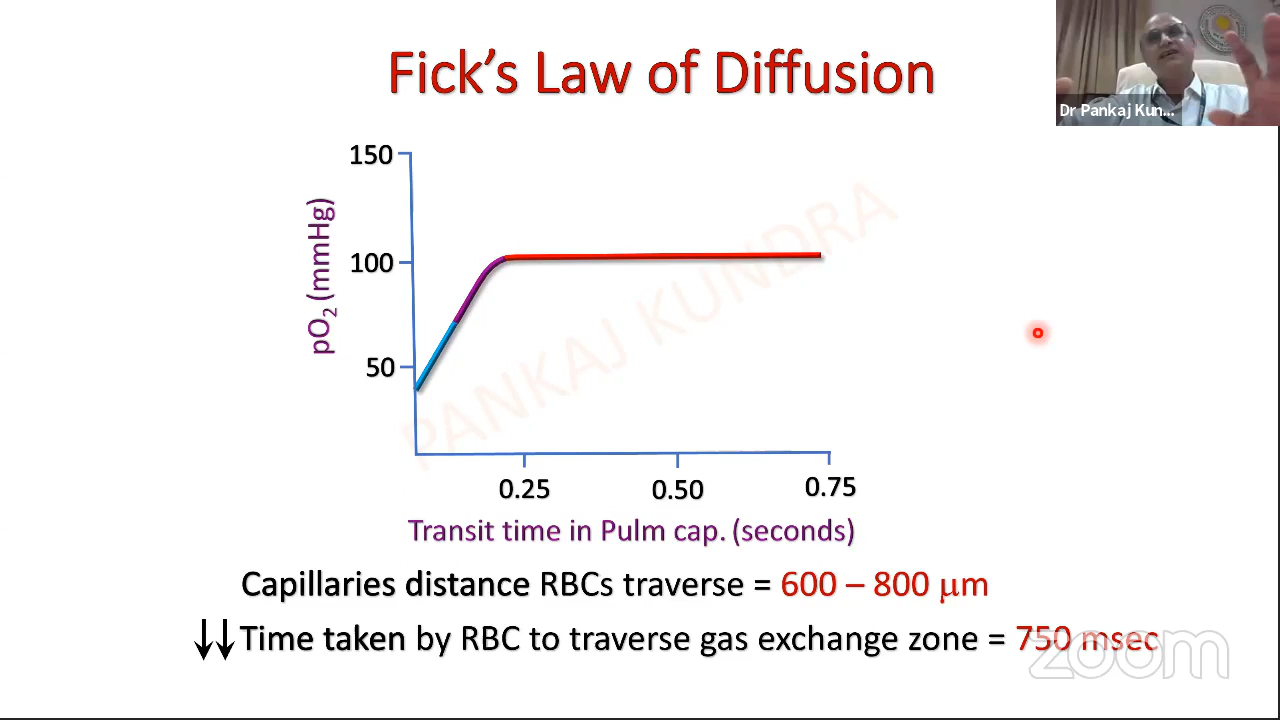 Fick's Law of Diffusion
Dr Pankaj Kun...
150
100
50
pO₂ (mmHg)
PANKAJ KUNDRA
0.25
0.50
0.75
Transit time in Pulm cap. (seconds)
Capillaries distance RBCs traverse = 600 – 800 μm
↓↓ Time taken by RBC to traverse gas exchange zone = 750 msec
zoom